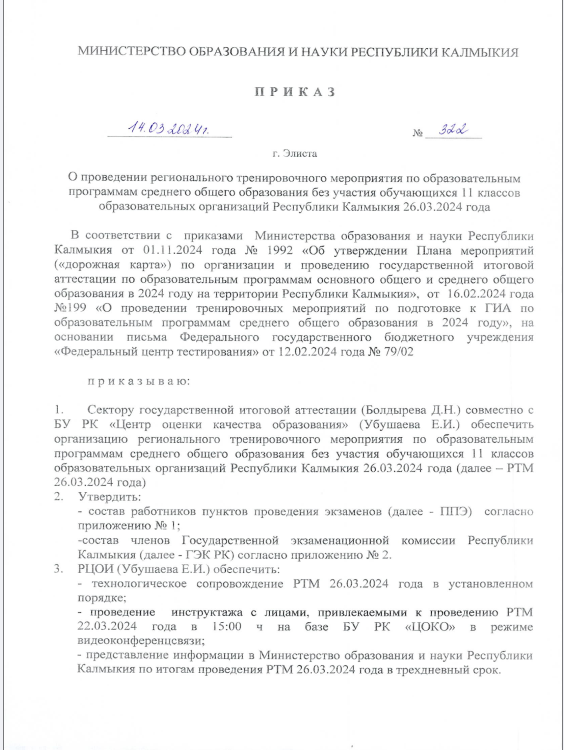 МИНИСТЕРСТВО ОБРАЗОВАНИЯ И НАУКИ РЕСПУБЛИКИ КАЛМЫКИЯ
П Р И К А З
14.03.2024г. № 322
г. Элиста
О проведении регионального тренировочного мероприятия по образовательным
программам среднего общего образования без участия обучающихся 11 классов
образовательных организаций Республики Калмыкия 26.03.2024 года
В соответствии с приказами Министерства образования и науки Республики
Калмыкия от 01.11.2024 года № 1992 «Об утверждении Плана мероприятий
(«дорожная карта») по организации и проведению государственной итоговой
аттестации по образовательным программам основного общего и среднего общего
образования в 2024 году на территории Республики Калмыкия», от 16.02.2024 года
№199 «О проведении тренировочных мероприятий по подготовке к ГИА по
образовательным программам среднего общего образования в 2024 году», на
основании письма Федерального государственного бюджетного учреждения
«Федеральный центр тестирования» от 12.02.2024 года № 79/02
п р и к а з ы в а ю:
1. Сектору государственной итоговой аттестации (Болдырева Д.Н.) совместно с
БУ РК «Центр оценки качества образования» (Убушаева Е.И.) обеспечить
организацию регионального тренировочного мероприятия по образовательным
программам среднего общего образования без участия обучающихся 11 классов
образовательных организаций Республики Калмыкия 26.03.2024 года (далее – РТМ
26.03.2024 года)
2. Утвердить:
- состав работников пунктов проведения экзаменов (далее - ППЭ) согласно
приложению № 1;
-состав членов Государственной экзаменационной комиссии Республики
Калмыкия (далее - ГЭК РК) согласно приложению № 2.
3. РЦОИ (Убушаева Е.И.) обеспечить:
- технологическое сопровождение РТМ 26.03.2024 года в установленном
порядке;
- проведение инструктажа с лицами, привлекаемыми к проведению РТМ
22.03.2024 года в 15:00 ч на базе БУ РК «ЦОКО» в режиме
видеоконференцсвязи;
- представление информации в Министерство образования и науки Республики
Калмыкия по итогам проведения РТМ 26.03.2024 года в трехдневный срок.